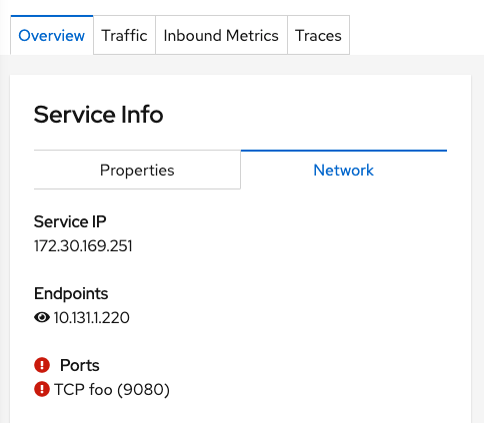 Overview Traffic Inbound Metrics Traces
Service Info
Properties Network
Service IP
172.30.169.251
Endpoints
10.131.1.220
Ports
TCP foo (9080)